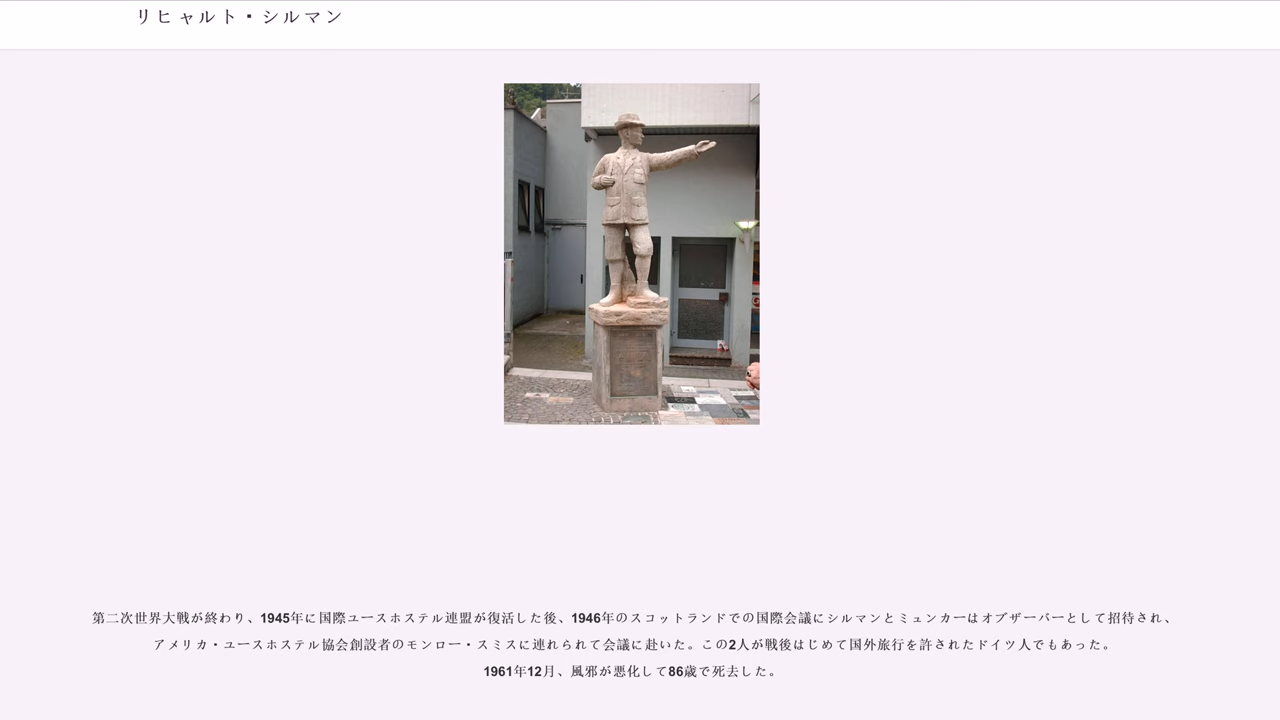 リヒャルト・シルマン
第二次世界大戦が終わり、1945年に国際ユースホステル連盟が復活した後、1946年のスコットランドでの国際会議にシルマンとミュンカーはオブザーバーとして招待され、
アメリカ・ユースホステル協会創設者のモンロー・スミスに連れられて会議に赴いた。この2人が戦後はじめて国外旅行を許されたドイツ人でもあった。
1961年12月、風邪が悪化して86歳で死去した。